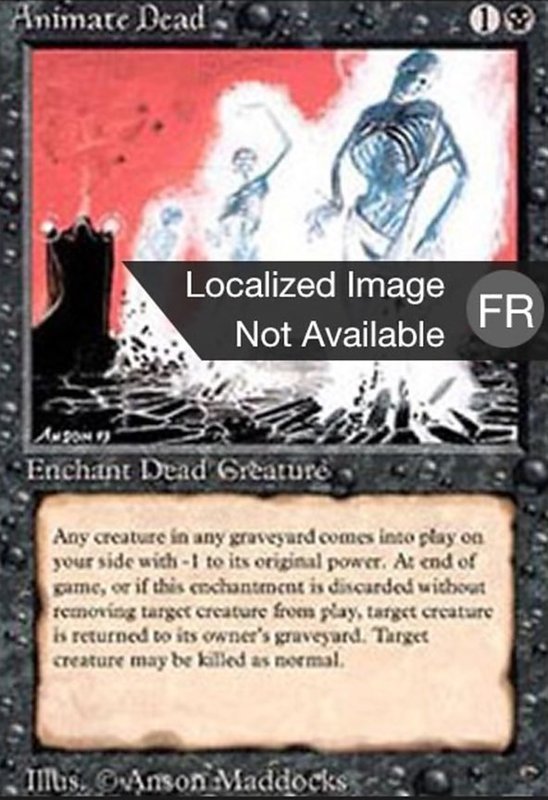 Animate Dead
1
Localized Image
Not Available
FR
ANSON 93
Enchant Dead Creature
Any creature in any graveyard comes into play on
your side with -1 to its original power. At end of
game, or if this enchantment is discarded without
removing target creature from play, target creature
is returned to its owner's graveyard. Target
creature may be killed as normal.
Illus. © Anson Maddocks